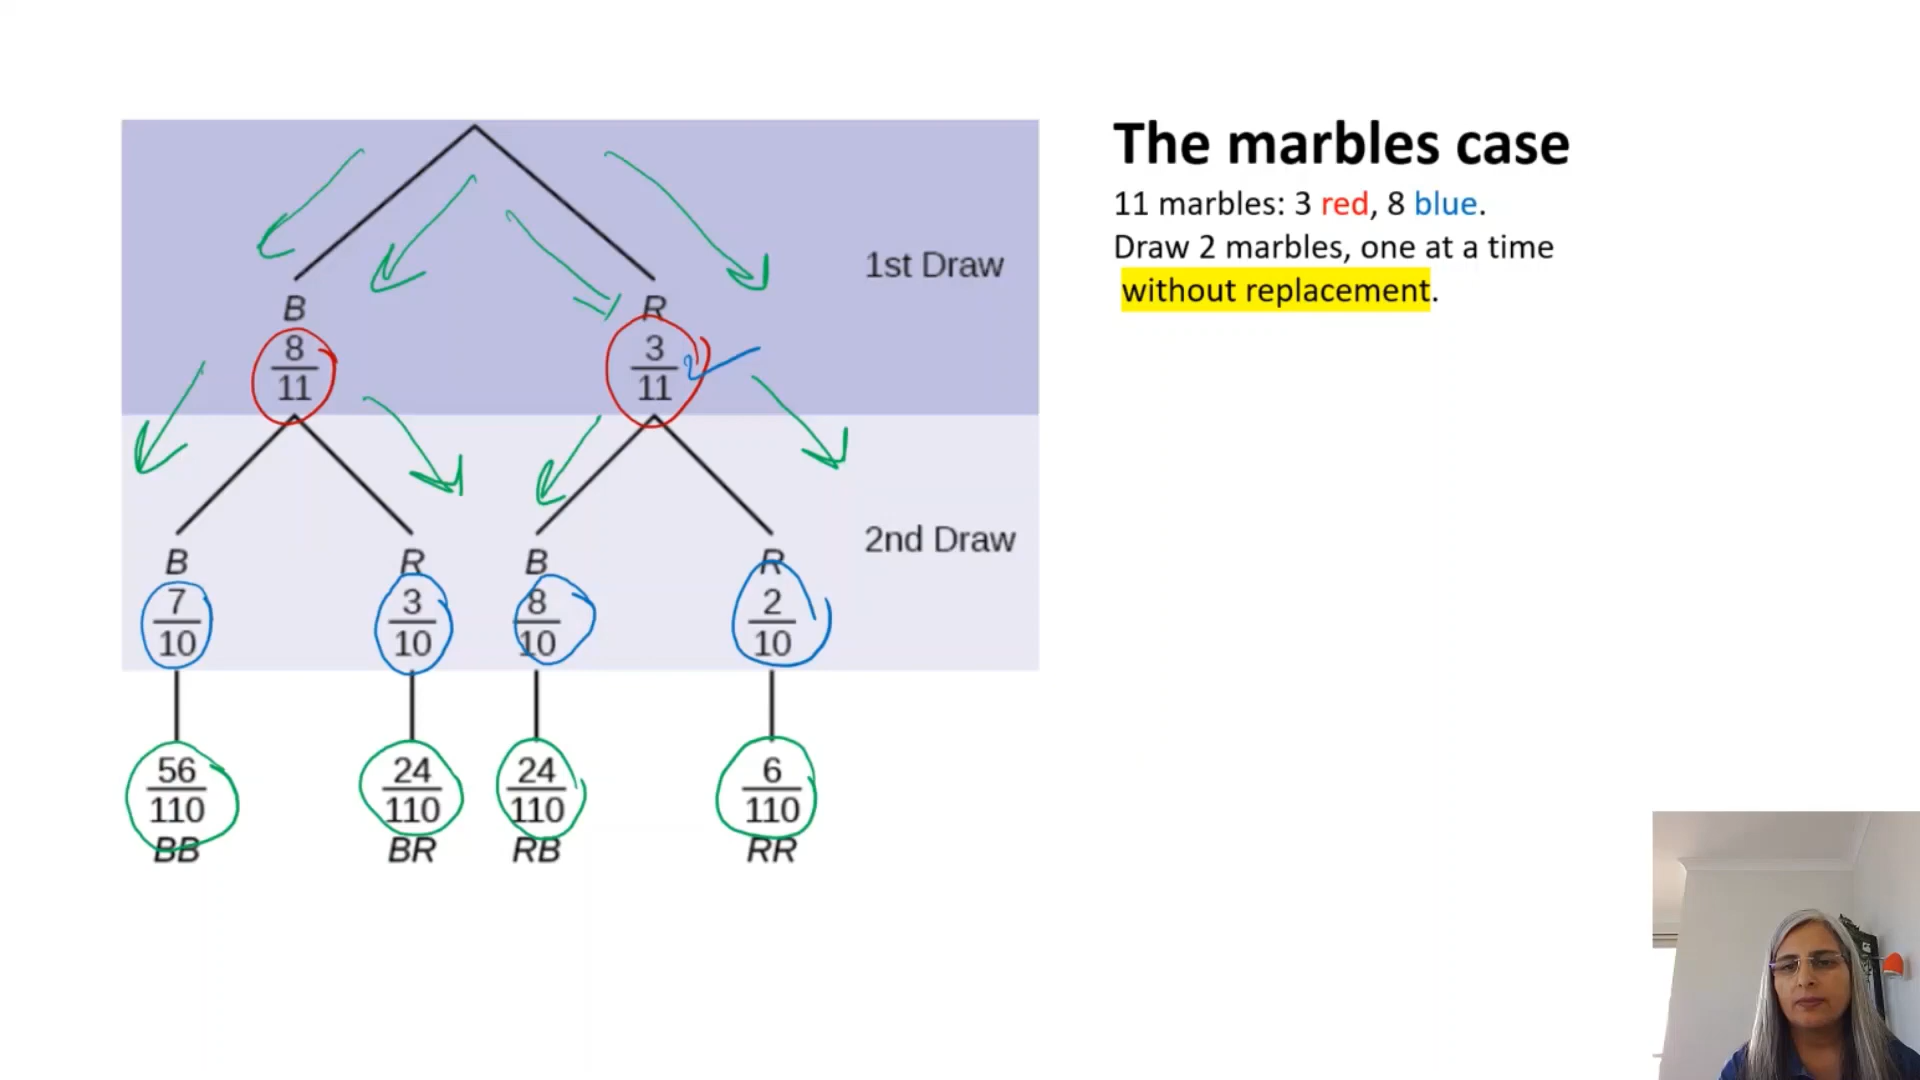 The marbles case
11 marbles: 3 red, 8 blue.
Draw 2 marbles, one at a time
without replacement.
1st Draw
B R
8/11 3/11
2nd Draw
B R B R
7/10 3/10 8/10 2/10
56/110 24/110 24/110 6/110
BB BR RB RR